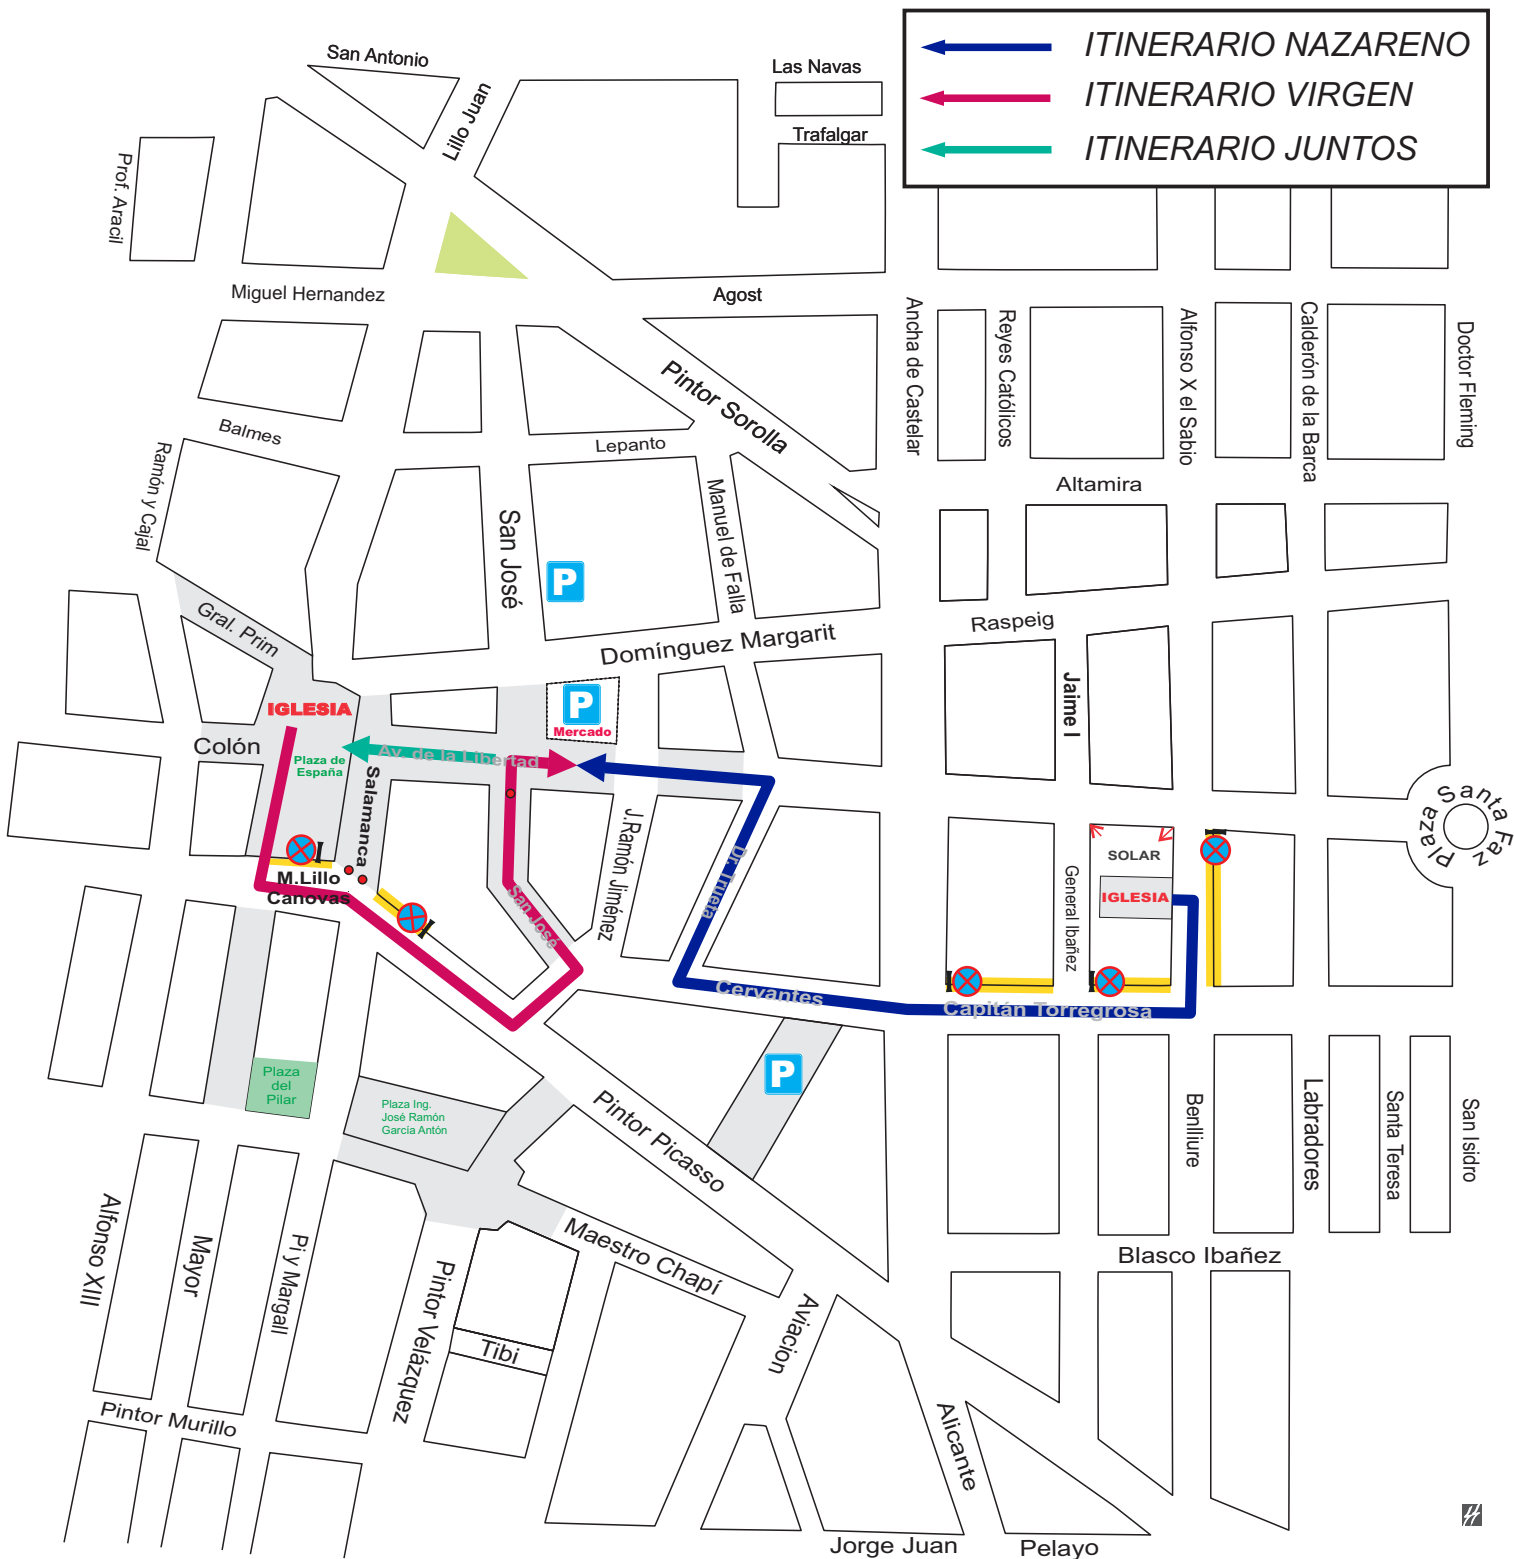 ITINERARIO NAZARENO
ITINERARIO VIRGEN
ITINERARIO JUNTOS
San Antonio
Lillo Juan
Las Navas
Trafalgar
Prof. Aracil
Miguel Hernandez
Agost
Ancha de Castelar
Reyes Católicos
Alfonso X el Sabio
Calderón de la Barca
Doctor Fleming
Pintor Sorolla
Balmes
Lepanto
Ramón y Cajal
Altamira
San José
Manuel de Falla
P
Gral. Prim
Domínguez Margarit
Raspeig
Jaime I
IGLESIA
P
Mercado
Colón
Plaza de
España
Av. de la Libertad
Salamanca
Plaza Santa Faz
J.Ramón Jiménez
Dr. Trueta
SOLAR
IGLESIA
General Ibañez
M.Lillo
Canovas
San José
Cervantes
Capitán Torregrosa
P
Plaza
del
Pilar
Plaza Ing.
José Ramón
García Antón
Pintor Picasso
Benlliure
Labradores
Santa Teresa
San Isidro
Alfonso XIII
Mayor
Pi y Margall
Pintor Velázquez
Maestro Chapí
Blasco Ibañez
Aviacion
Tibi
Pintor Murillo
Alicante
Jorge Juan
Pelayo